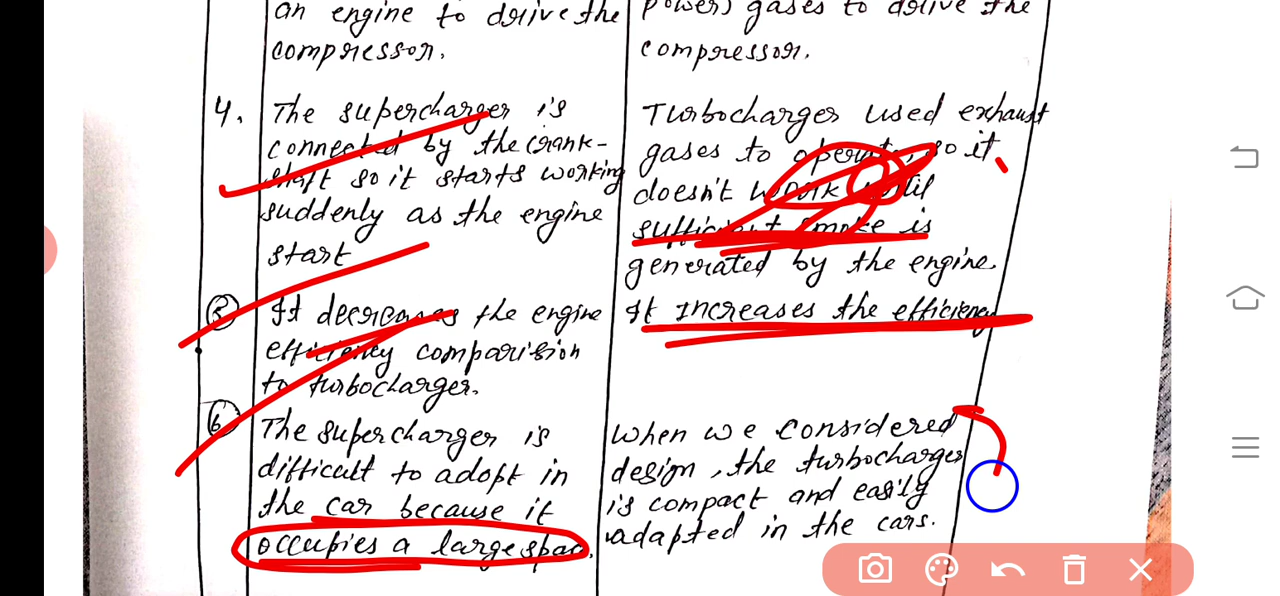 an engine to drive the
compressor.
power) gases to drive the
compressor.
4. The supercharger is
connected by the crank-
shaft so it starts working
suddenly as the engine
start
Turbocharger used exhaust
gases to operate, so it
doesn't work until
sufficient smoke is
generated by the engine.
5 It decreases the engine
efficiency comparision
to turbocharger.
It increases the efficiency
6 The supercharger is
difficult to adopt in
the car because it
occupies a large space.
When we considered
design, the turbocharger
is compact and easily
adapted in the cars.